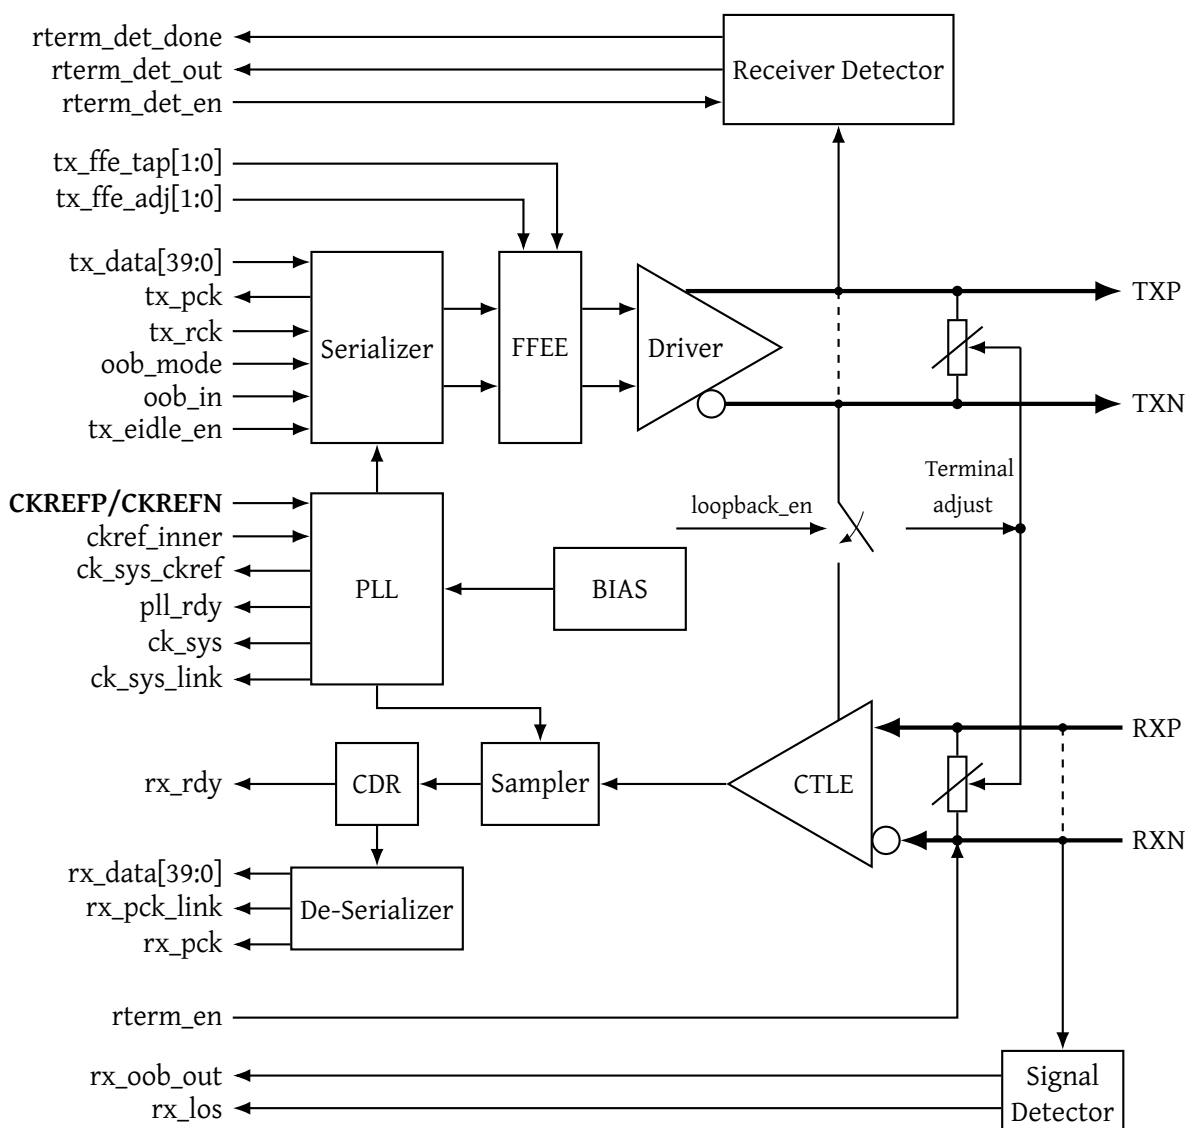 rterm_det_done
rterm_det_out
rterm_det_en
Receiver Detector
tx_ffe_tap[1:0]
tx_ffe_adj[1:0]
tx_data[39:0]
tx_pck
tx_rck
oob_mode
oob_in
tx_eidle_en
Serializer
FFEE
Driver
TXP
TXN
CKREFP/CKREFN
ckref_inner
ck_sys_ckref
pll_rdy
ck_sys
ck_sys_link
PLL
BIAS
loopback_en
Terminal
adjust
RXP
RXN
rx_rdy
CDR
Sampler
CTLE
rx_data[39:0]
rx_pck_link
rx_pck
De-Serializer
rterm_en
rx_oob_out
rx_los
Signal
Detector